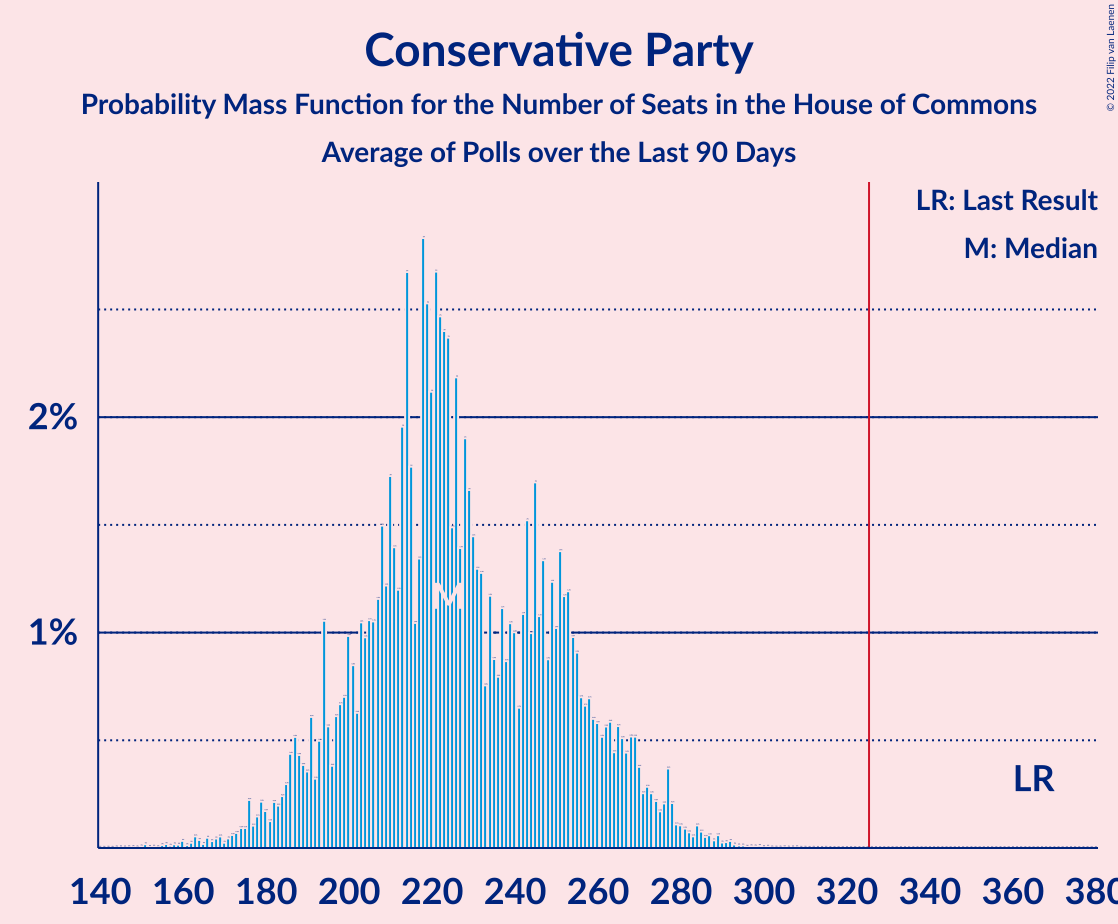 Conservative Party
Probability Mass Function for the Number of Seats in the House of Commons
Average of Polls over the Last 90 Days
© 2022 Filip van Laenen
LR: Last Result
M: Median
2%
1%
M
LR
140 160 180 200 220 240 260 280 300 320 340 360 380